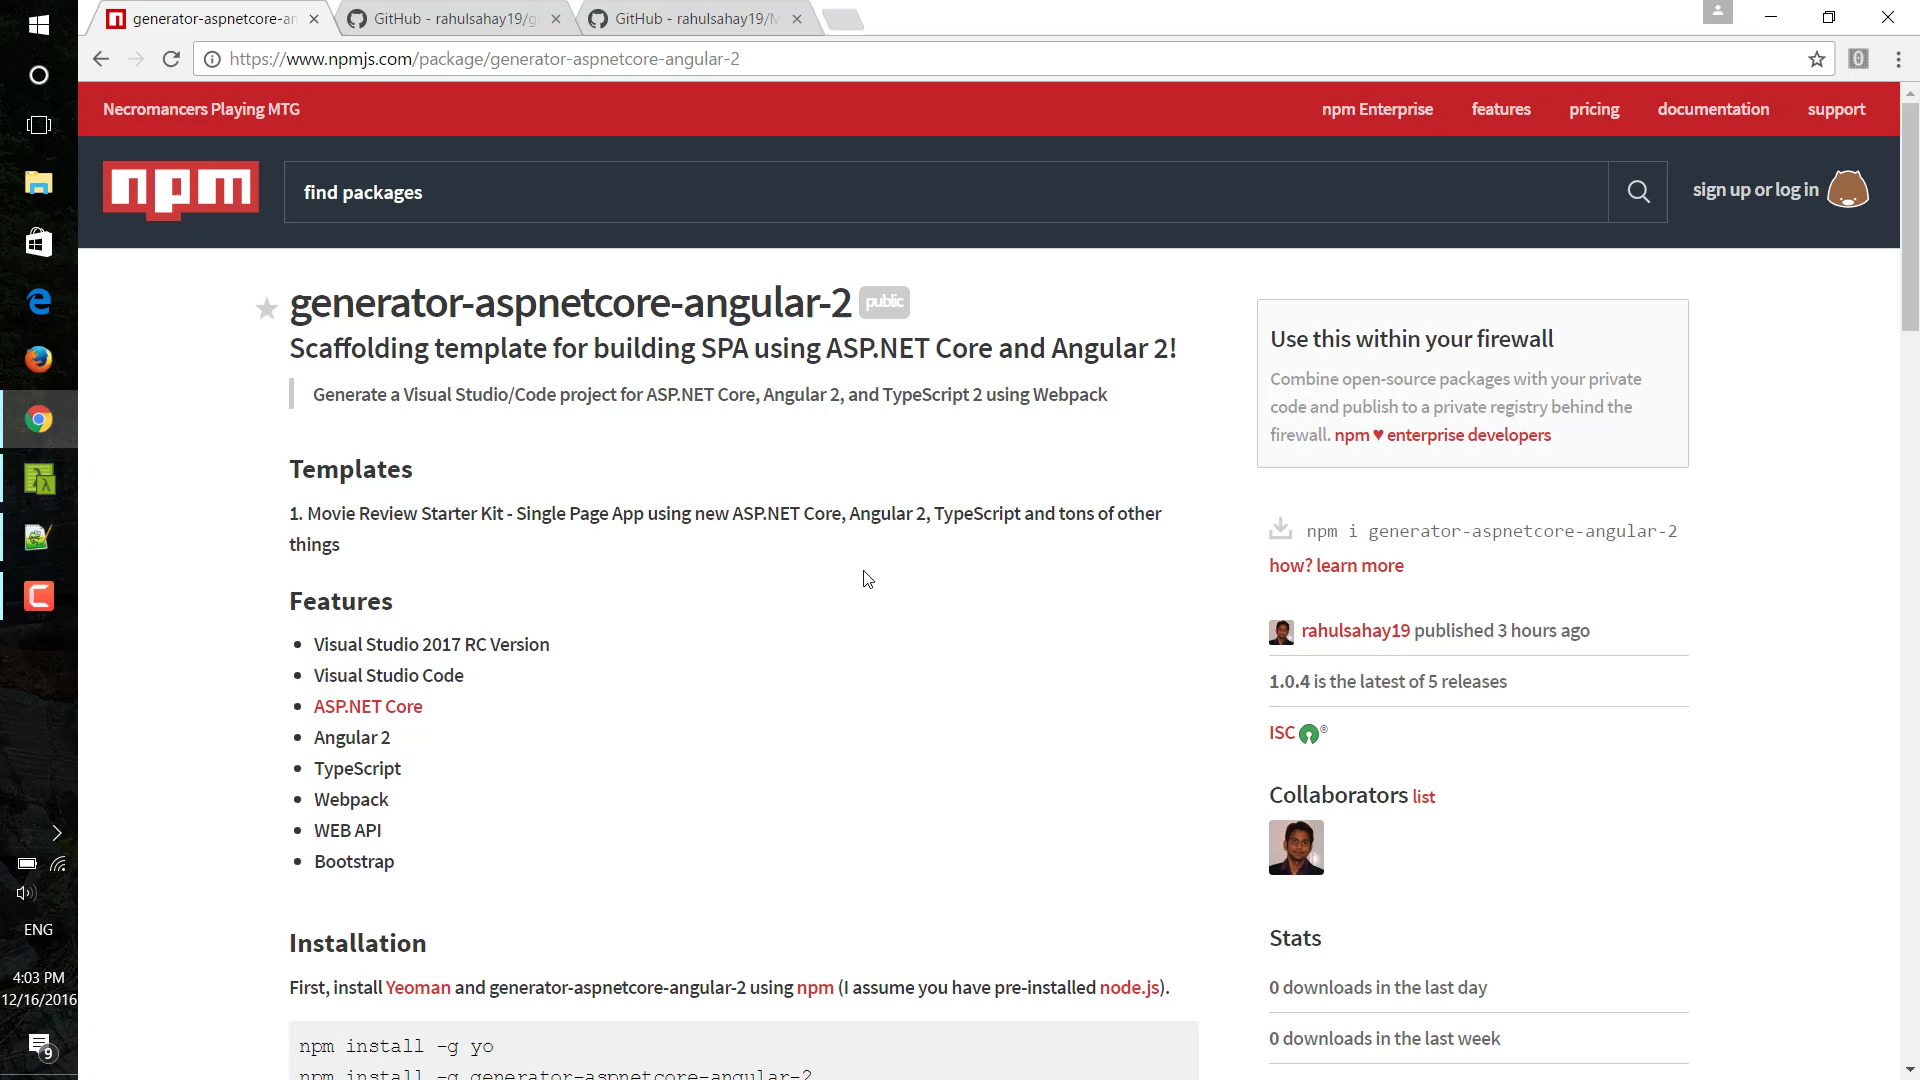 generator-aspnetcore-an
GitHub - rahulsahay19/g
GitHub - rahulsahay19/M
https://www.npmjs.com/package/generator-aspnetcore-angular-2
Necromancers Playing MTG
npm Enterprise
features
pricing
documentation
support
npm
find packages
sign up or log in
generator-aspnetcore-angular-2 public
Scaffolding template for building SPA using ASP.NET Core and Angular 2!
Generate a Visual Studio/Code project for ASP.NET Core, Angular 2, and TypeScript 2 using Webpack
Templates
1. Movie Review Starter Kit - Single Page App using new ASP.NET Core, Angular 2, TypeScript and tons of other
things
Features
Visual Studio 2017 RC Version
Visual Studio Code
ASP.NET Core
Angular 2
TypeScript
Webpack
WEB API
Bootstrap
Installation
First, install Yeoman and generator-aspnetcore-angular-2 using npm (I assume you have pre-installed node.js).
npm install -g yo
npm install -g generator-aspnetcore-angular-2
Use this within your firewall
Combine open-source packages with your private
code and publish to a private registry behind the
firewall. npm ♥ enterprise developers
npm i generator-aspnetcore-angular-2
how? learn more
rahulsahay19 published 3 hours ago
1.0.4 is the latest of 5 releases
ISC ®
Collaborators list
Stats
0 downloads in the last day
0 downloads in the last week
ENG
4:03 PM
12/16/2016
9